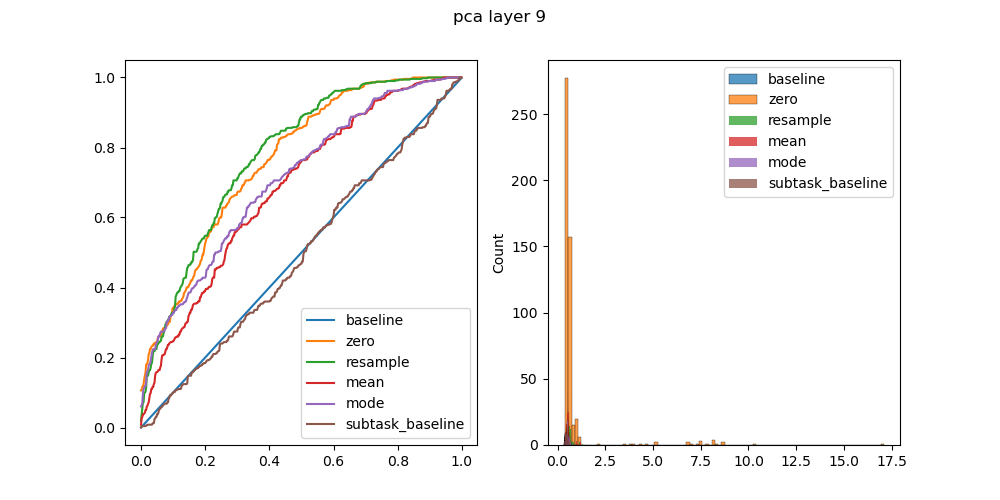 pca layer 9
1.0
0.8
0.6
0.4
0.2
0.0
0.0 0.2 0.4 0.6 0.8 1.0
baseline
zero
resample
mean
mode
subtask_baseline
Count
250
200
150
100
50
0
0.0 2.5 5.0 7.5 10.0 12.5 15.0 17.5
baseline
zero
resample
mean
mode
subtask_baseline